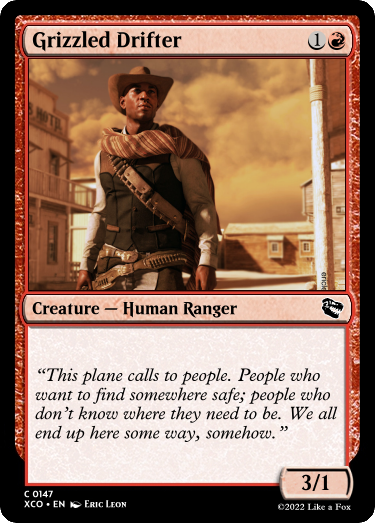 Grizzled Drifter 1
Creature — Human Ranger
“This plane calls to people. People who
want to find somewhere safe; people who
don’t know where they need to be. We all
end up here some way, somehow.”
3/1
C 0147
XCO • EN Eric Leon
©2022 Like a Fox